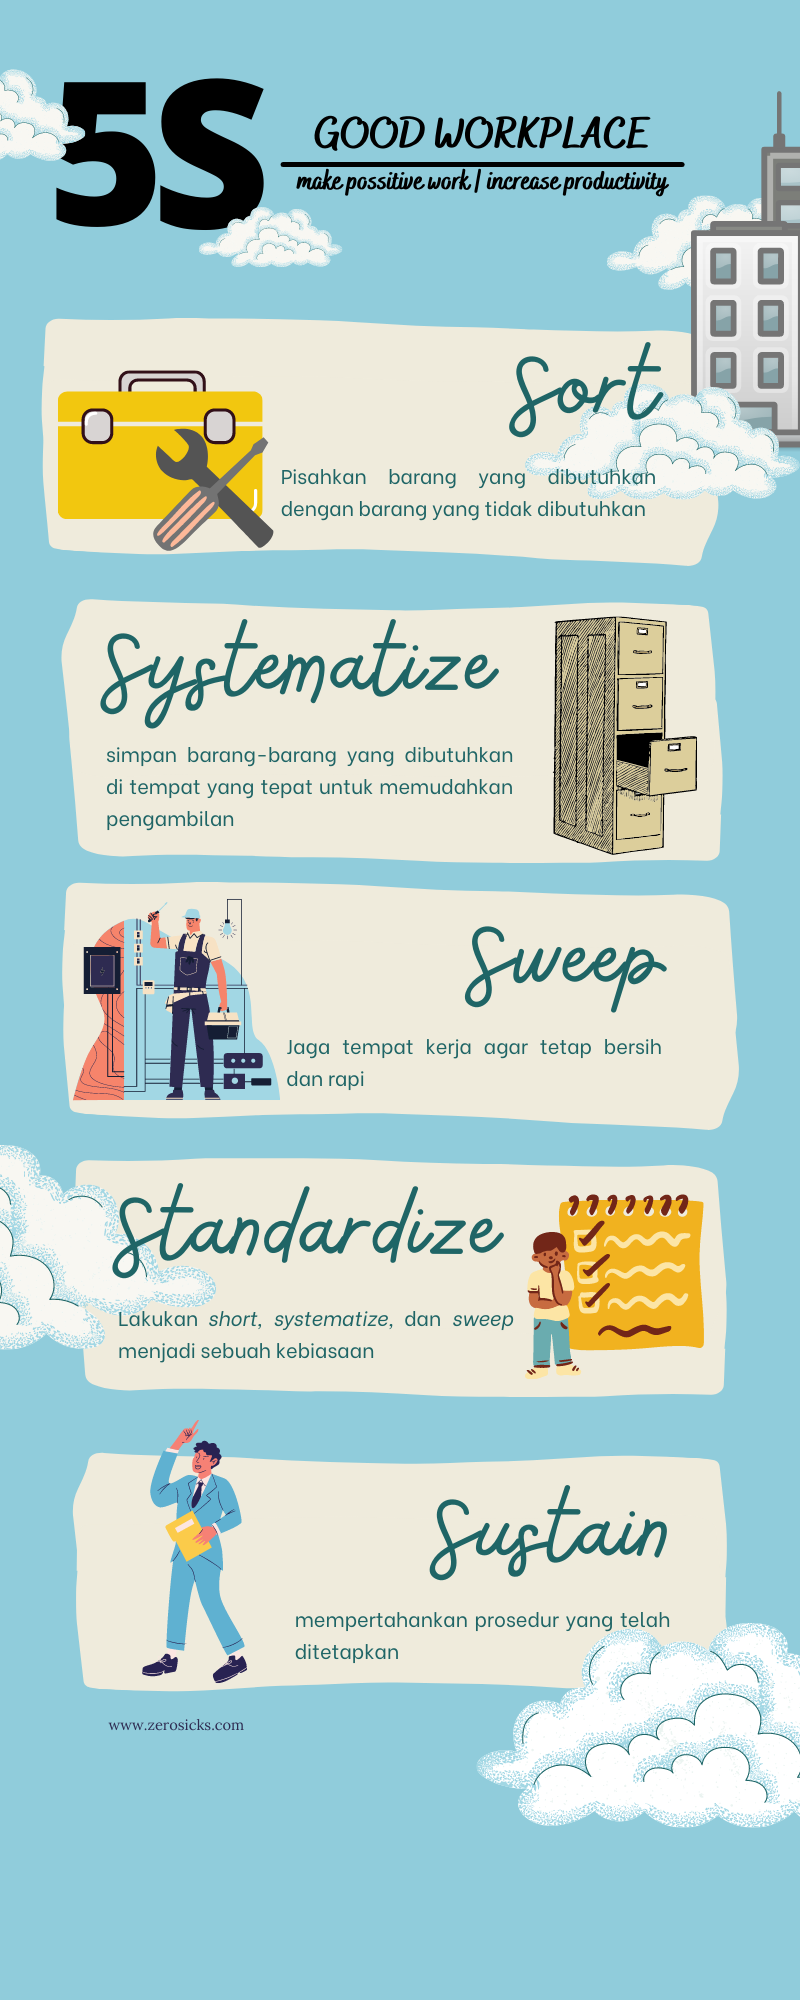 5S
GOOD WORKPLACE
make possitive work | increase productivity
Sort
Pisahkan barang yang dibutuhkan
dengan barang yang tidak dibutuhkan
Systematize
simpan barang-barang yang dibutuhkan
di tempat yang tepat untuk memudahkan
pengambilan
Sweep
Jaga tempat kerja agar tetap bersih
dan rapi
Standardize
Lakukan short, systematize, dan sweep
menjadi sebuah kebiasaan
Sustain
mempertahankan prosedur yang telah
ditetapkan
www.zerosicks.com